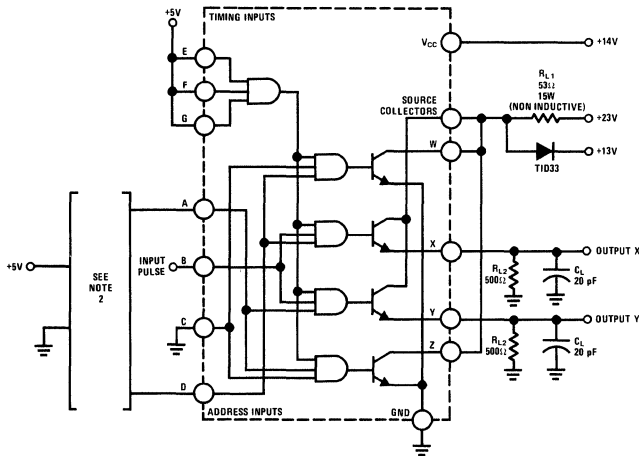 +5V
TIMING INPUTS
E
F
G
VCC
+14V
SOURCE
COLLECTORS
RL1
53Ω
15W
(NON INDUCTIVE)
+23V
+13V
TID33
W
A
X
OUTPUT X
RL2
500Ω
CL
20 pF
+5V
SEE
NOTE
2
INPUT
PULSE
B
C
Y
OUTPUT Y
RL2
500Ω
CL
20 pF
Z
D
ADDRESS INPUTS
GND